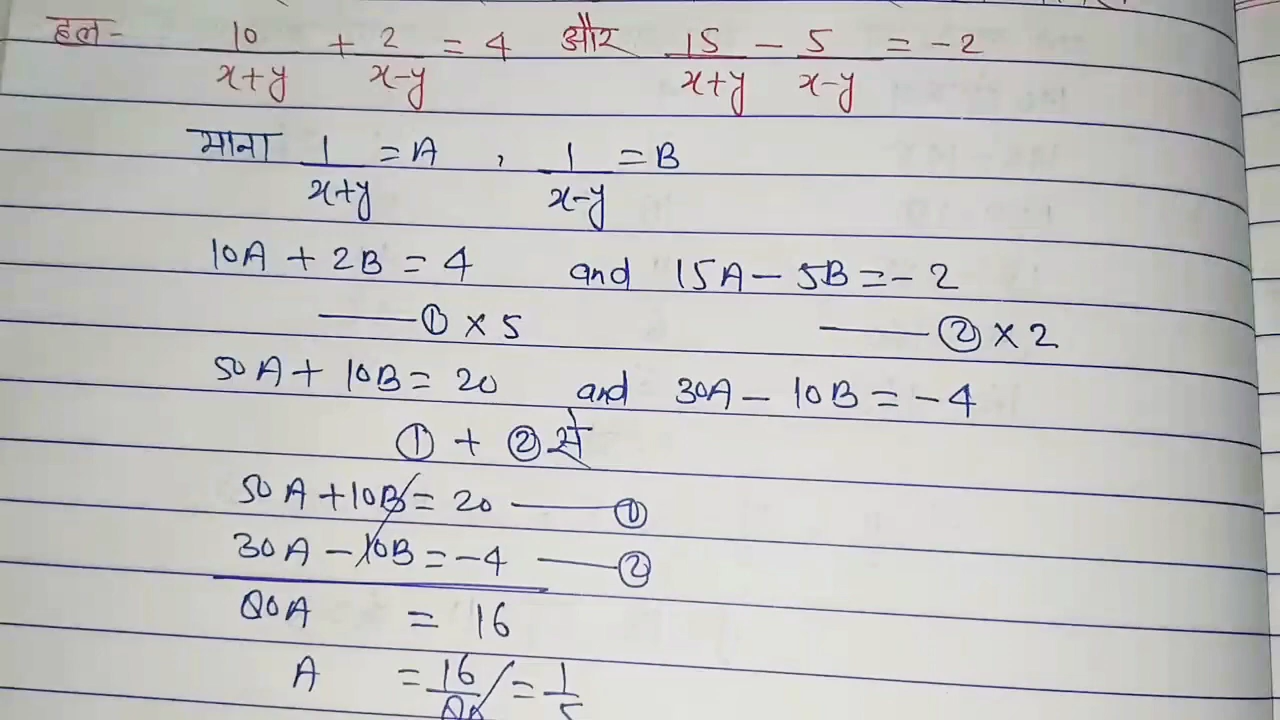 हल- 10/(x+y) + 2/(x-y) = 4 और 15/(x+y) - 5/(x-y) = -2
माना 1/(x+y) = A , 1/(x-y) = B
10A + 2B = 4 and 15A - 5B = -2
—— ① × 5 —— ② × 2
50A + 10B = 20 and 30A - 10B = -4
① + ② से
50A + 10B = 20 —— ①
30A - 10B = -4 —— ②
80A = 16
A = 16/80 = 1/5